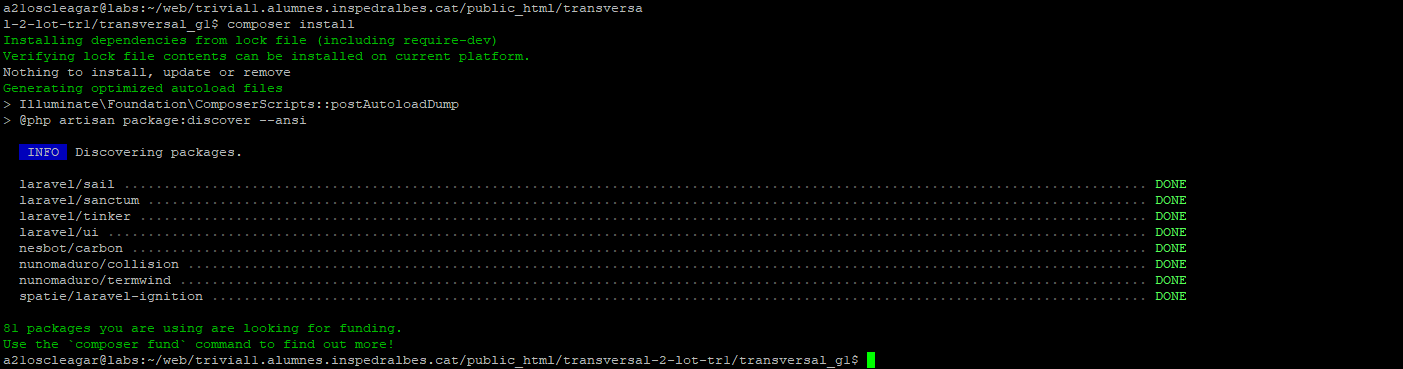 a21oscleagar@labs:~/web/trivial1.alumnes.inspedralbes.cat/public_html/transversa
l-2-lot-tr1/transversal_g1$ composer install
Installing dependencies from lock file (including require-dev)
Verifying lock file contents can be installed on current platform.
Nothing to install, update or remove
Generating optimized autoload files
> Illuminate\Foundation\ComposerScripts::postAutoloadDump
> @php artisan package:discover --ansi
INFO Discovering packages.
laravel/sail ................................................................................................................................ DONE
laravel/sanctum ............................................................................................................................. DONE
laravel/tinker .............................................................................................................................. DONE
laravel/ui .................................................................................................................................. DONE
nesbot/carbon ............................................................................................................................... DONE
nunomaduro/collision ........................................................................................................................ DONE
nunomaduro/termwind ......................................................................................................................... DONE
spatie/laravel-ignition ..................................................................................................................... DONE
81 packages you are using are looking for funding.
Use the `composer fund` command to find out more!
a21oscleagar@labs:~/web/trivial1.alumnes.inspedralbes.cat/public_html/transversal-2-lot-tr1/transversal_g1$